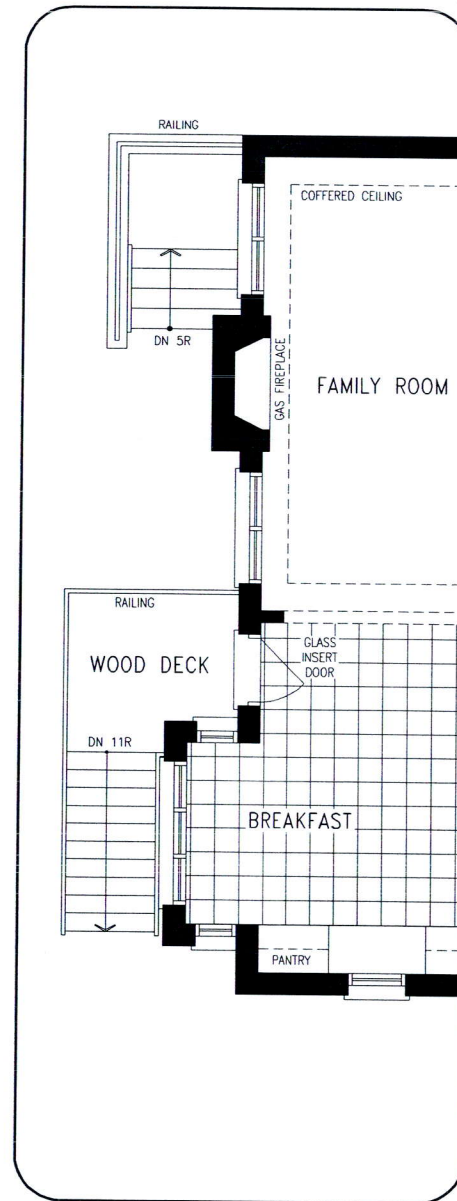 RAILING
COFFERED CEILING
DN 5R
GAS FIREPLACE
FAMILY ROOM
RAILING
GLASS
INSERT
DOOR
WOOD DECK
DN 11R
BREAKFAST
PANTRY